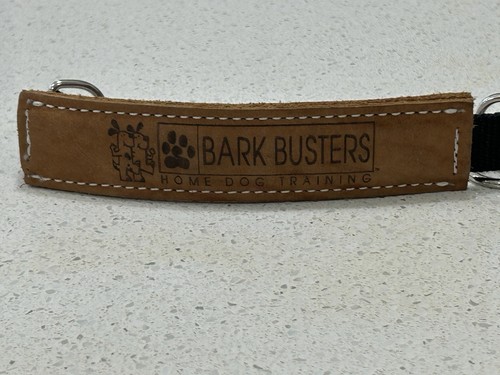 BARK BUSTERS
HOME DOG TRAINING